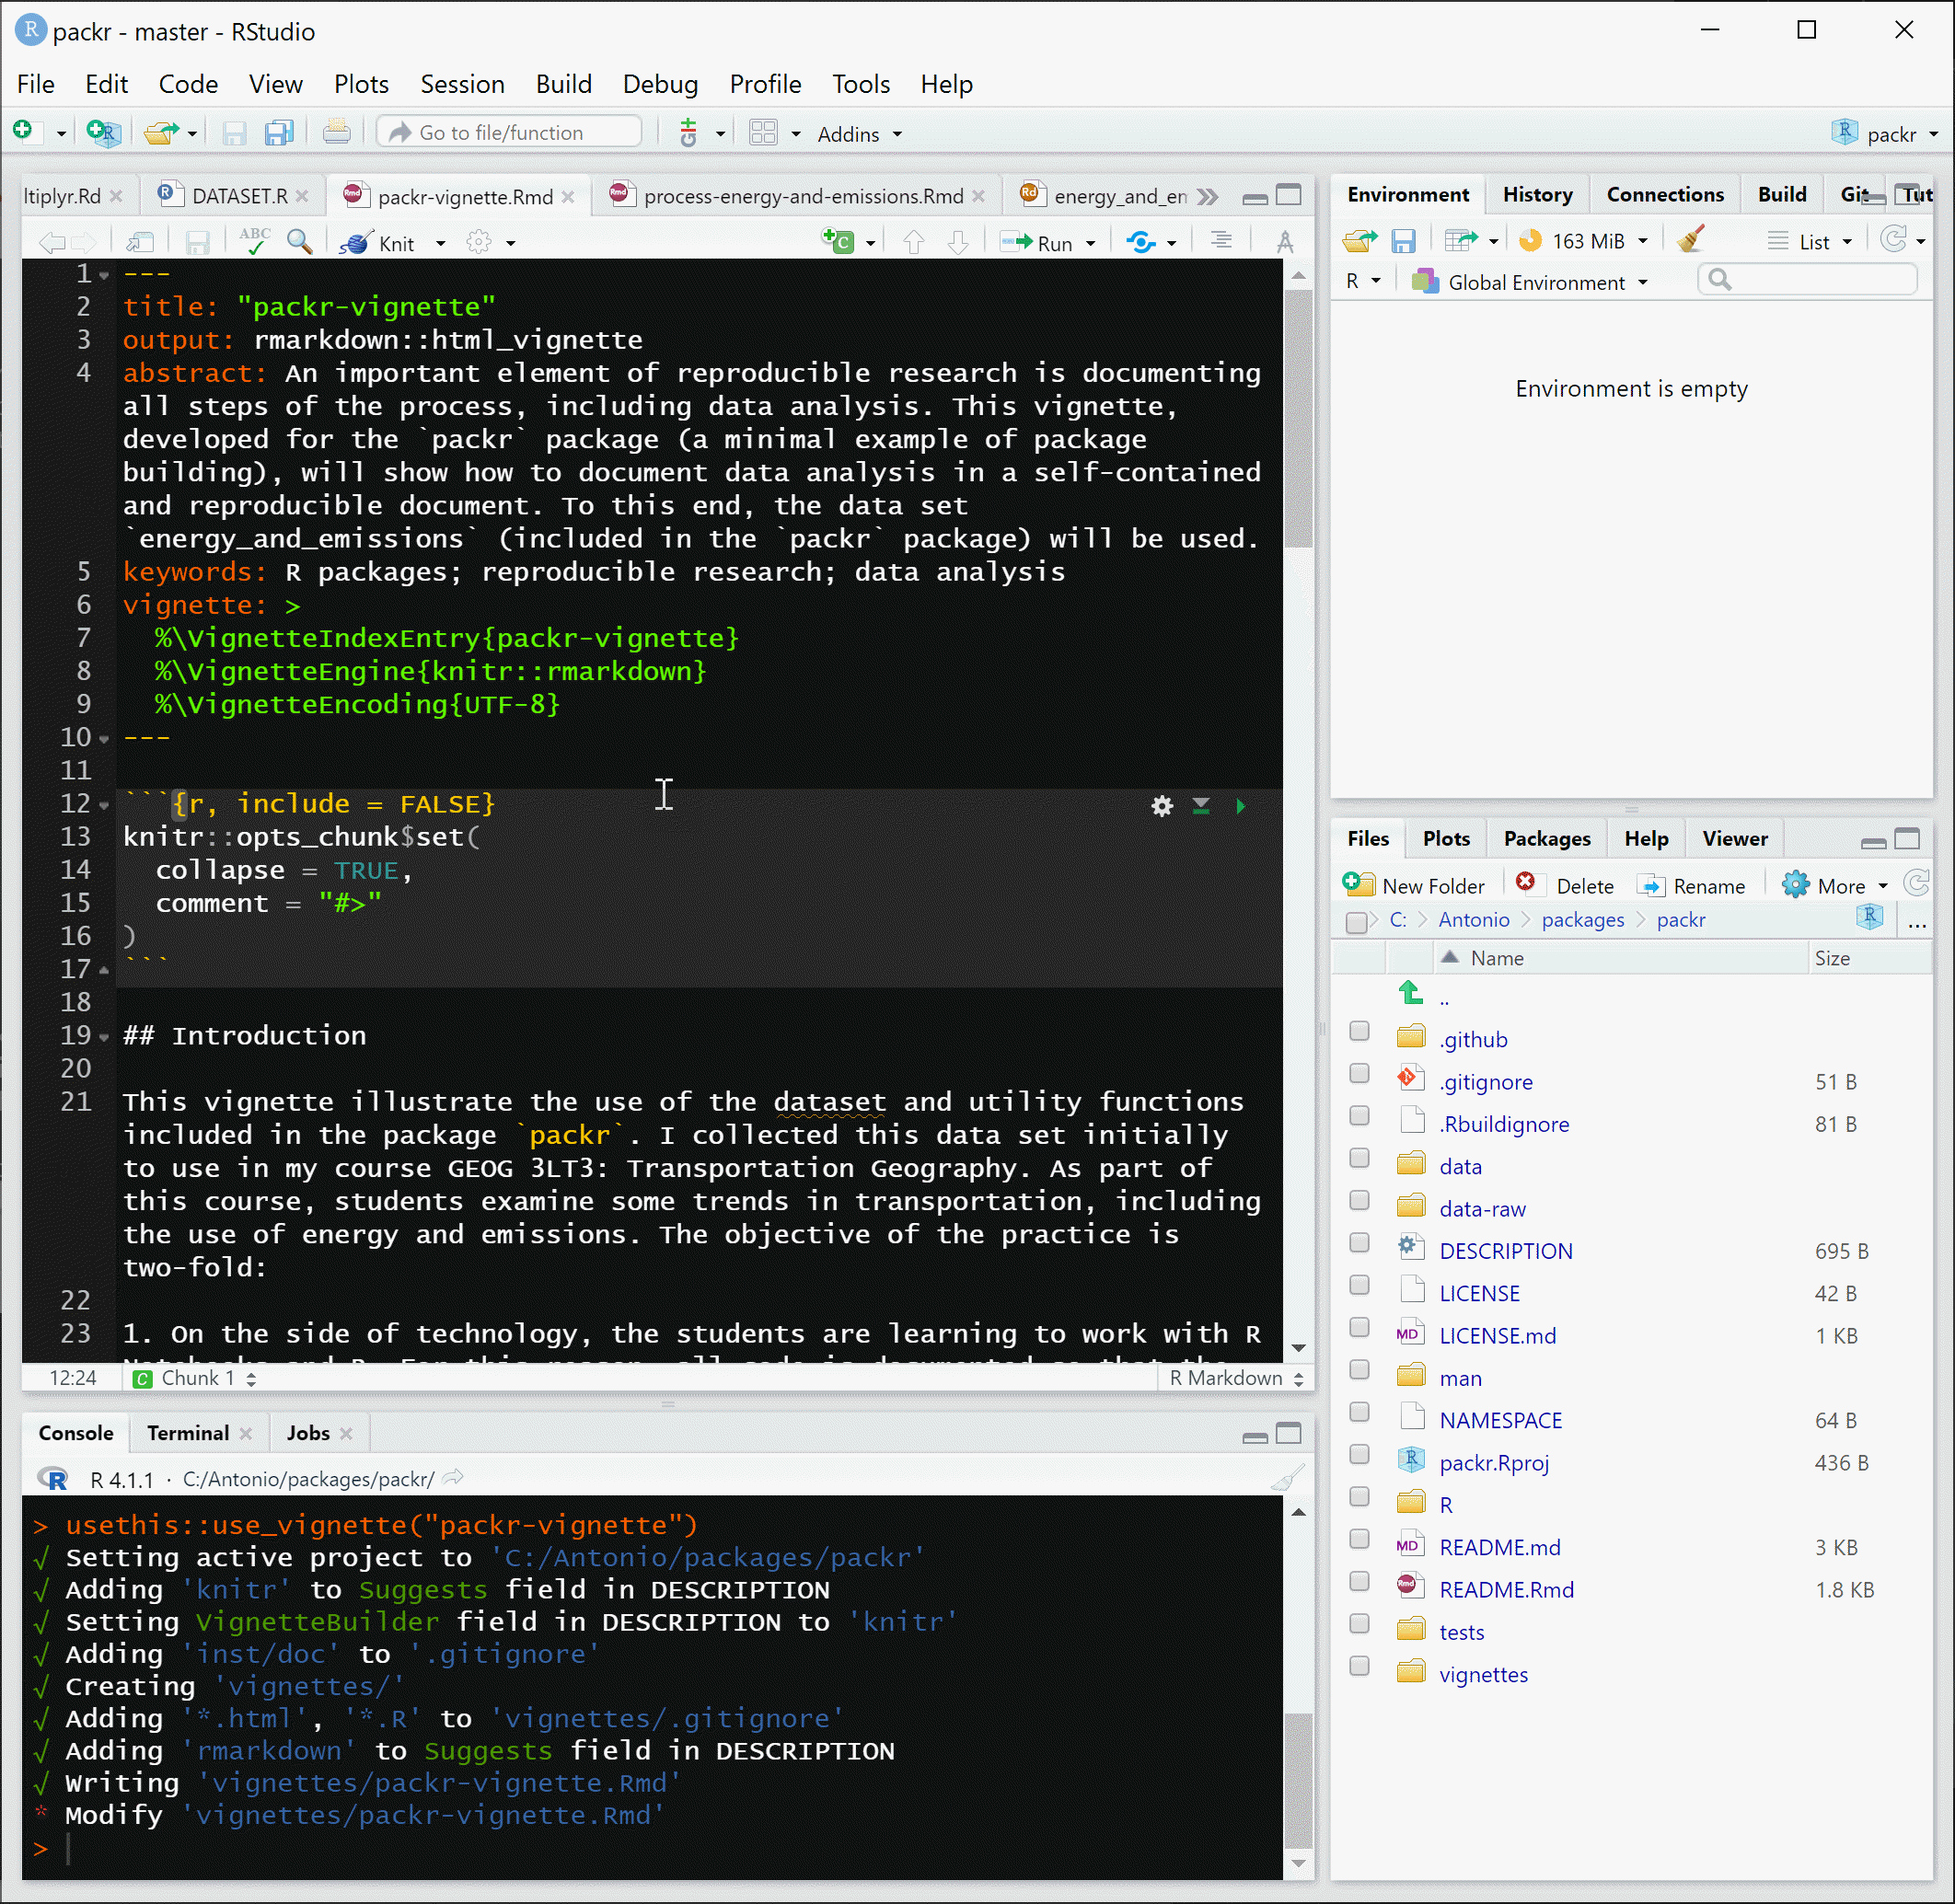 packr - master - RStudio
File Edit Code View Plots Session Build Debug Profile Tools Help
Go to file/function Addins packr
ltiplyr.Rd DATASET.R packr-vignette.Rmd process-energy-and-emissions.Rmd energy_and_en
ABC Knit Run
1 ---
2 title: "packr-vignette"
3 output: rmarkdown::html_vignette
4 abstract: An important element of reproducible research is documenting
all steps of the process, including data analysis. This vignette,
developed for the `packr` package (a minimal example of package
building), will show how to document data analysis in a self-contained
and reproducible document. To this end, the data set
`energy_and_emissions` (included in the `packr` package) will be used.
5 keywords: R packages; reproducible research; data analysis
6 vignette: >
7 %\VignetteIndexEntry{packr-vignette}
8 %\VignetteEngine{knitr::rmarkdown}
9 %\VignetteEncoding{UTF-8}
10 ---
11
12 ```{r, include = FALSE}
13 knitr::opts_chunk$set(
14 collapse = TRUE,
15 comment = "#>"
16 )
17 ```
18
19 ## Introduction
20
21 This vignette illustrate the use of the dataset and utility functions
included in the package `packr`. I collected this data set initially
to use in my course GEOG 3LT3: Transportation Geography. As part of
this course, students examine some trends in transportation, including
the use of energy and emissions. The objective of the practice is
two-fold:
22
23 1. On the side of technology, the students are learning to work with R
12:24 Chunk 1 R Markdown
Console Terminal Jobs
R 4.1.1 · C:/Antonio/packages/packr/
> usethis::use_vignette("packr-vignette")
√ Setting active project to 'C:/Antonio/packages/packr'
√ Adding 'knitr' to Suggests field in DESCRIPTION
√ Setting VignetteBuilder field in DESCRIPTION to 'knitr'
√ Adding 'inst/doc' to '.gitignore'
√ Creating 'vignettes/'
√ Adding '*.html', '*.R' to 'vignettes/.gitignore'
√ Adding 'rmarkdown' to Suggests field in DESCRIPTION
√ Writing 'vignettes/packr-vignette.Rmd'
* Modify 'vignettes/packr-vignette.Rmd'
>
Environment History Connections Build Git Tut
163 MiB List
R Global Environment
Environment is empty
Files Plots Packages Help Viewer
New Folder Delete Rename More
C: Antonio packages packr ...
Name Size
..
.github
.gitignore 51 B
.Rbuildignore 81 B
data
data-raw
DESCRIPTION 695 B
LICENSE 42 B
LICENSE.md 1 KB
man
NAMESPACE 64 B
packr.Rproj 436 B
R
README.md 3 KB
README.Rmd 1.8 KB
tests
vignettes